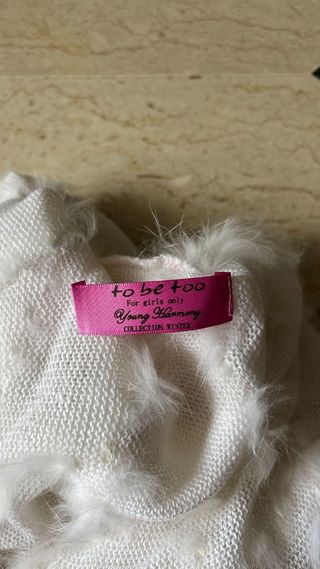 to be too
For girls only
Young Harmony
COLLECTION WINTER